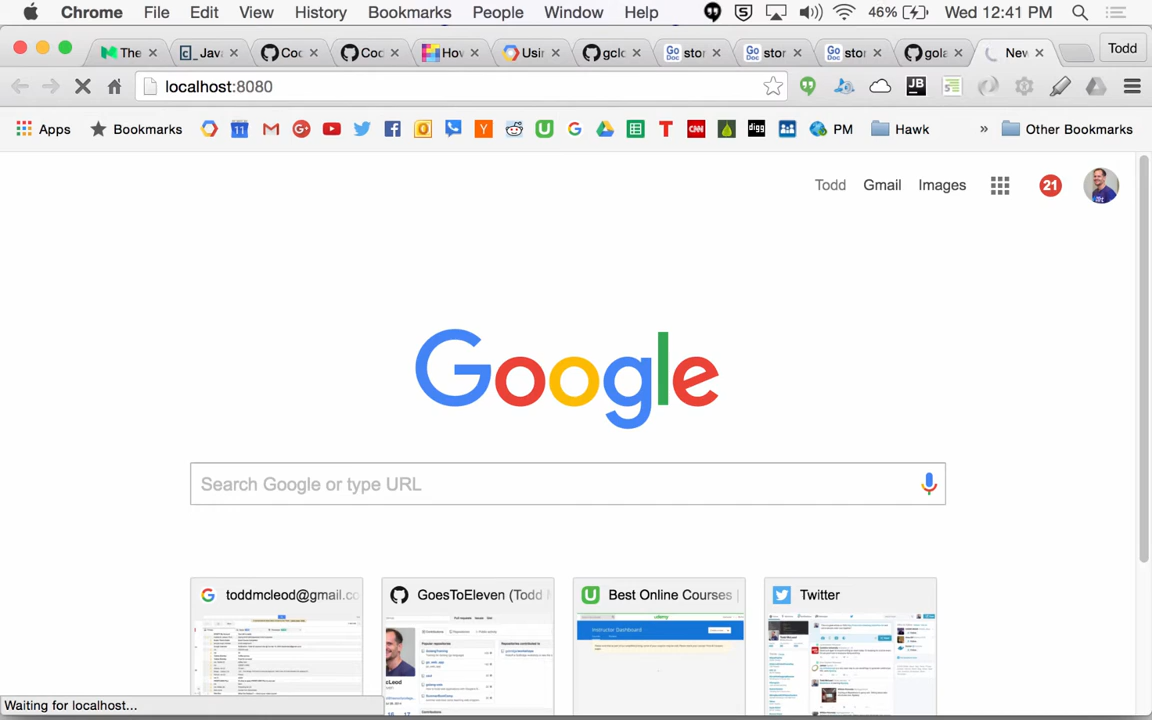 Chrome File Edit View History Bookmarks People Window Help 46% Wed 12:41 PM
The Java Coc Coc How Usin gclo stor stor stor gola New Todd
localhost:8080
Apps Bookmarks PM Hawk » Other Bookmarks
Todd Gmail Images 21
Google
Search Google or type URL
toddmcleod@gmail.co GoesToEleven (Todd Best Online Courses Twitter
Waiting for localhost...